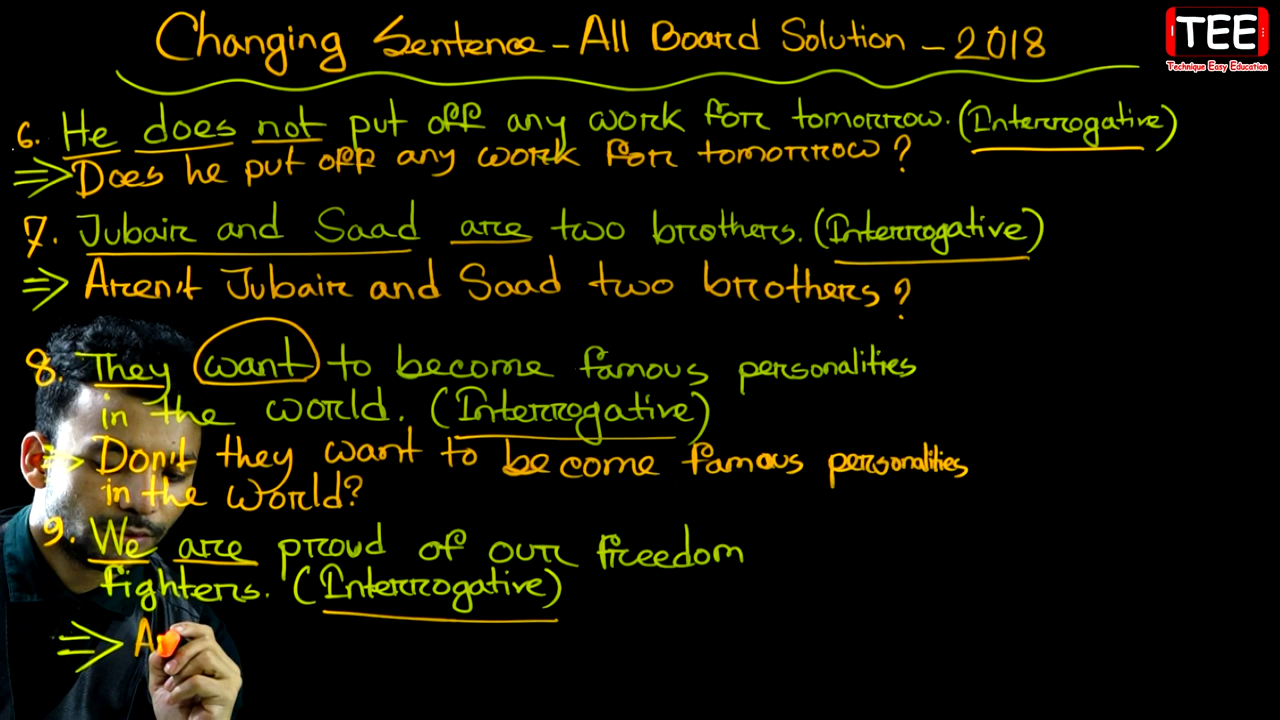 Changing Sentence - All Board Solution - 2018
TEE
Technique Easy Education
6. He does not put off any work for tomorrow. (Interrogative)
⇒ Does he put off any work for tomorrow?
7. Jubair and Saad are two brothers. (Interrogative)
⇒ Aren't Jubair and Saad two brothers?
8. They want to become famous personalities
in the world. (Interrogative)
⇒ Don't they want to become famous personalities
in the world?
9. We are proud of our freedom
fighters. (Interrogative)
⇒ A